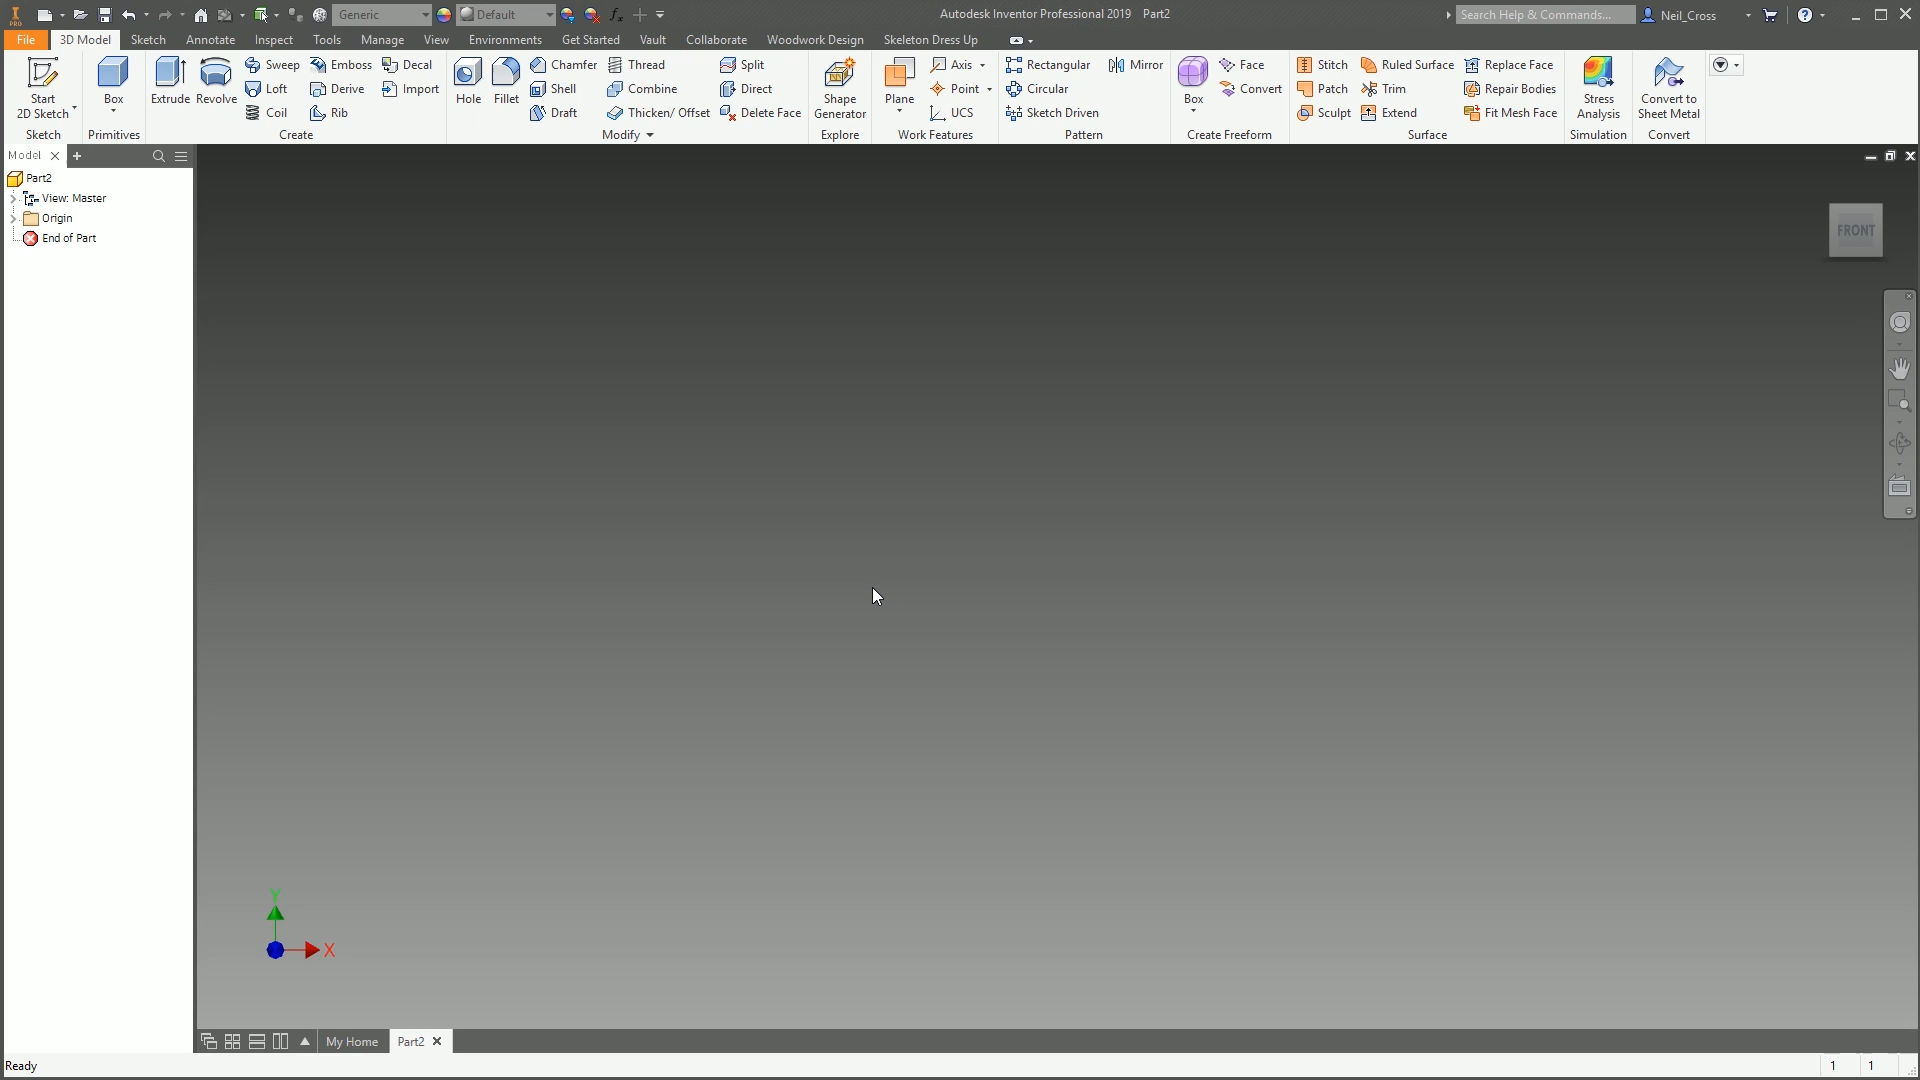 PRO Generic Default Autodesk Inventor Professional 2019 Part2 Search Help & Commands... Neil_Cross
File 3D Model Sketch Annotate Inspect Tools Manage View Environments Get Started Vault Collaborate Woodwork Design Skeleton Dress Up
Start 2D Sketch
Sketch
Box
Primitives
Extrude
Revolve
Sweep Emboss Decal
Loft Derive Import
Coil Rib
Create
Hole
Fillet
Chamfer Thread Split
Shell Combine Direct
Draft Thicken/ Offset Delete Face
Modify
Shape Generator
Explore
Plane
Axis
Point
UCS
Work Features
Rectangular Mirror
Circular
Sketch Driven
Pattern
Box
Face
Convert
Create Freeform
Stitch Ruled Surface Replace Face
Patch Trim Repair Bodies
Sculpt Extend Fit Mesh Face
Surface
Stress Analysis
Simulation
Convert to Sheet Metal
Convert
Model
Part2
View: Master
Origin
End of Part
FRONT
Y
X
My Home Part2
Ready 1 1